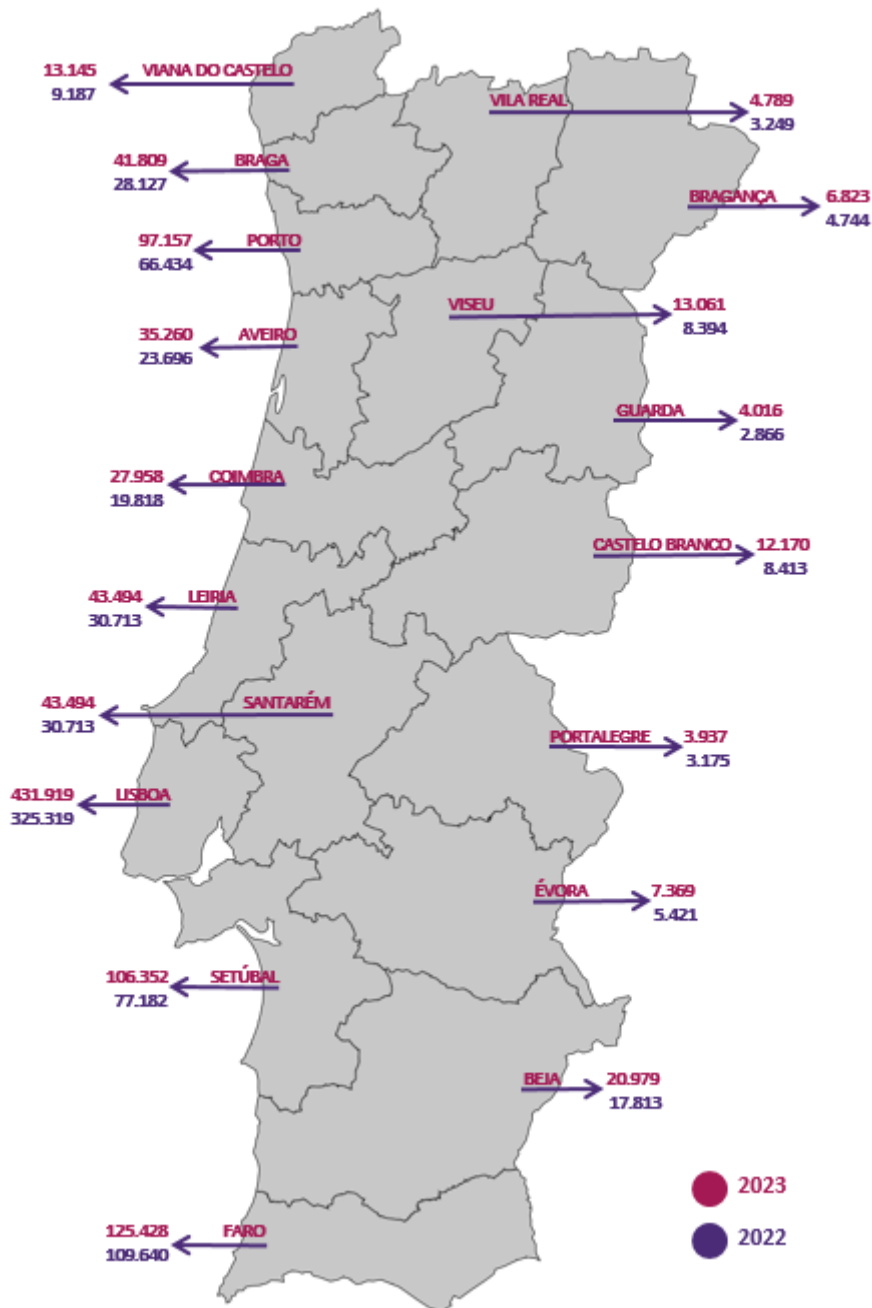 13.145 VIANA DO CASTELO
9.187
VILA REAL 4.789
3.249
41.809 BRAGA
28.127
BRAGANÇA 6.823
4.744
97.157 PORTO
66.434
VISEU 13.061
8.394
35.260 AVEIRO
23.696
GUARDA 4.016
2.866
27.958 COIMBRA
19.818
CASTELO BRANCO 12.170
8.413
43.494 LEIRIA
30.713
43.494 SANTARÉM
30.713
PORTALEGRE 3.937
3.175
431.919 LISBOA
325.319
ÉVORA 7.369
5.421
106.352 SETÚBAL
77.182
BEJA 20.979
17.813
2023
125.428 FARO
109.640
2022